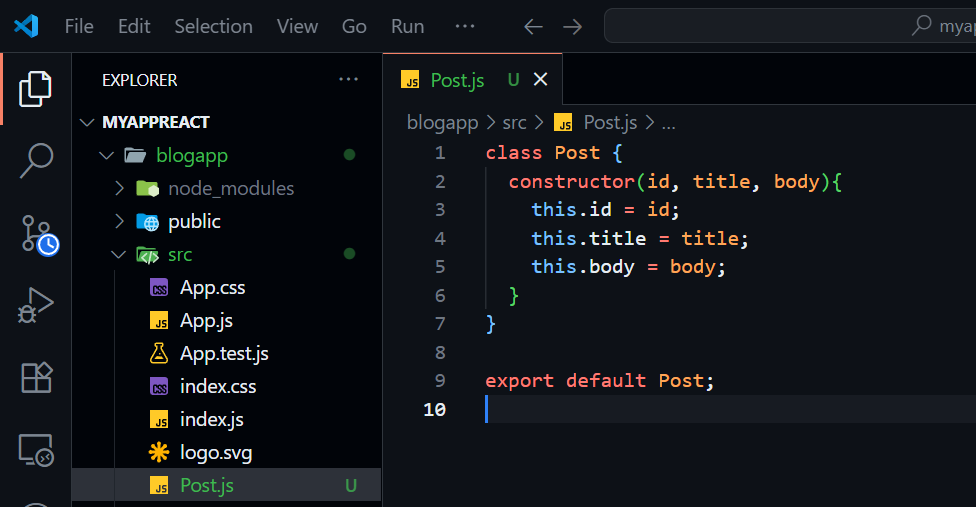 File Edit Selection View Go Run ··· myap
EXPLORER ···
MYAPPREACT
blogapp
node_modules
public
src
App.css
App.js
App.test.js
index.css
index.js
logo.svg
Post.js U
JS Post.js U
blogapp > src > JS Post.js > ...
1 class Post {
2 constructor(id, title, body){
3 this.id = id;
4 this.title = title;
5 this.body = body;
6 }
7 }
8
9 export default Post;
10